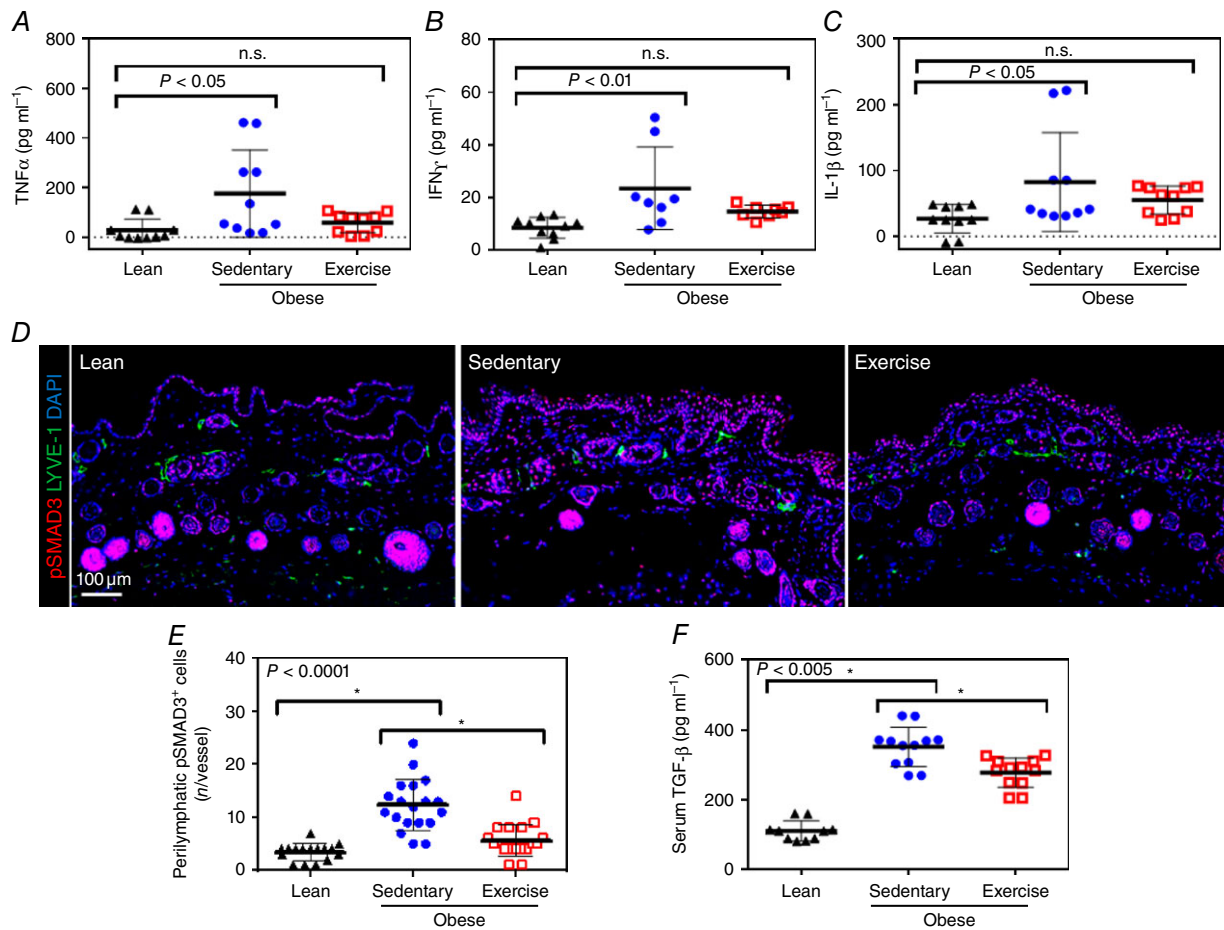 A
800
600
400
200
0
TNFα (pg ml⁻¹)
n.s.
P < 0.05
Lean
Sedentary
Exercise
Obese
B
80
60
40
20
0
IFNγ (pg ml⁻¹)
n.s.
P < 0.01
Lean
Sedentary
Exercise
Obese
C
300
200
100
0
IL-1β (pg ml⁻¹)
n.s.
P < 0.05
Lean
Sedentary
Exercise
Obese
D
pSMAD3 LYVE-1 DAPI
Lean
100 μm
Sedentary
Exercise
E
40
30
20
10
0
Perilymphatic pSMAD3⁺ cells
(n/vessel)
P < 0.0001
*
*
Lean
Sedentary
Exercise
Obese
F
600
400
200
0
Serum TGF-β (pg ml⁻¹)
P < 0.005
*
*
Lean
Sedentary
Exercise
Obese